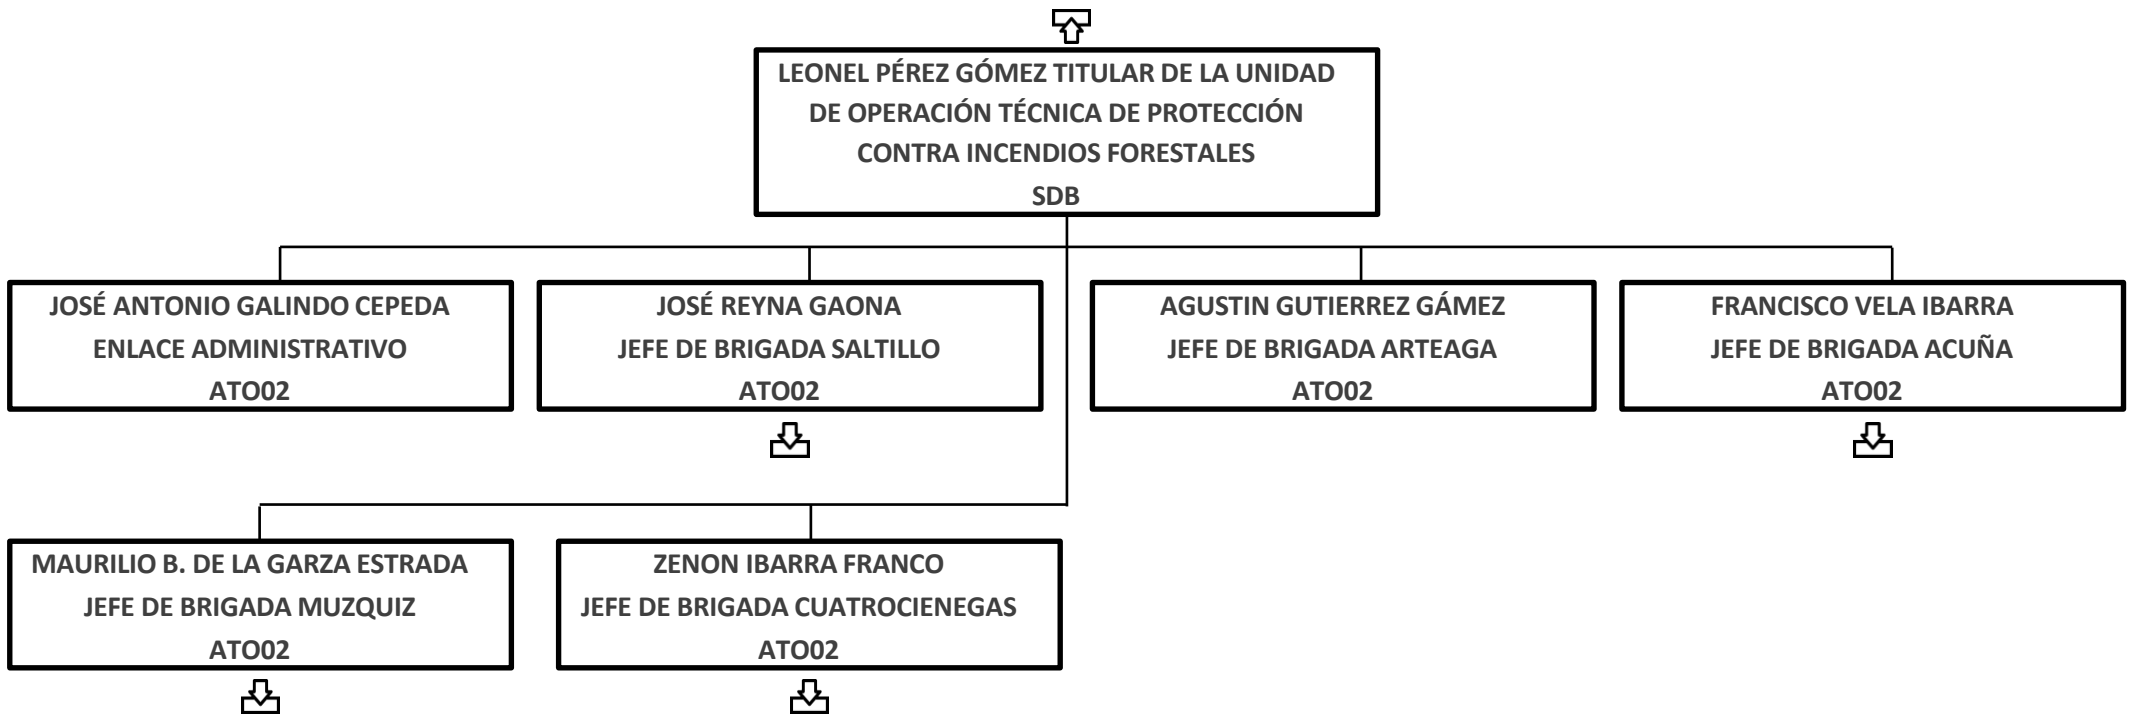 LEONEL PÉREZ GÓMEZ TITULAR DE LA UNIDAD
DE OPERACIÓN TÉCNICA DE PROTECCIÓN
CONTRA INCENDIOS FORESTALES
SDB
JOSÉ ANTONIO GALINDO CEPEDA
ENLACE ADMINISTRATIVO
ATO02
JOSÉ REYNA GAONA
JEFE DE BRIGADA SALTILLO
ATO02
AGUSTIN GUTIERREZ GÁMEZ
JEFE DE BRIGADA ARTEAGA
ATO02
FRANCISCO VELA IBARRA
JEFE DE BRIGADA ACUÑA
ATO02
MAURILIO B. DE LA GARZA ESTRADA
JEFE DE BRIGADA MUZQUIZ
ATO02
ZENON IBARRA FRANCO
JEFE DE BRIGADA CUATROCIENEGAS
ATO02